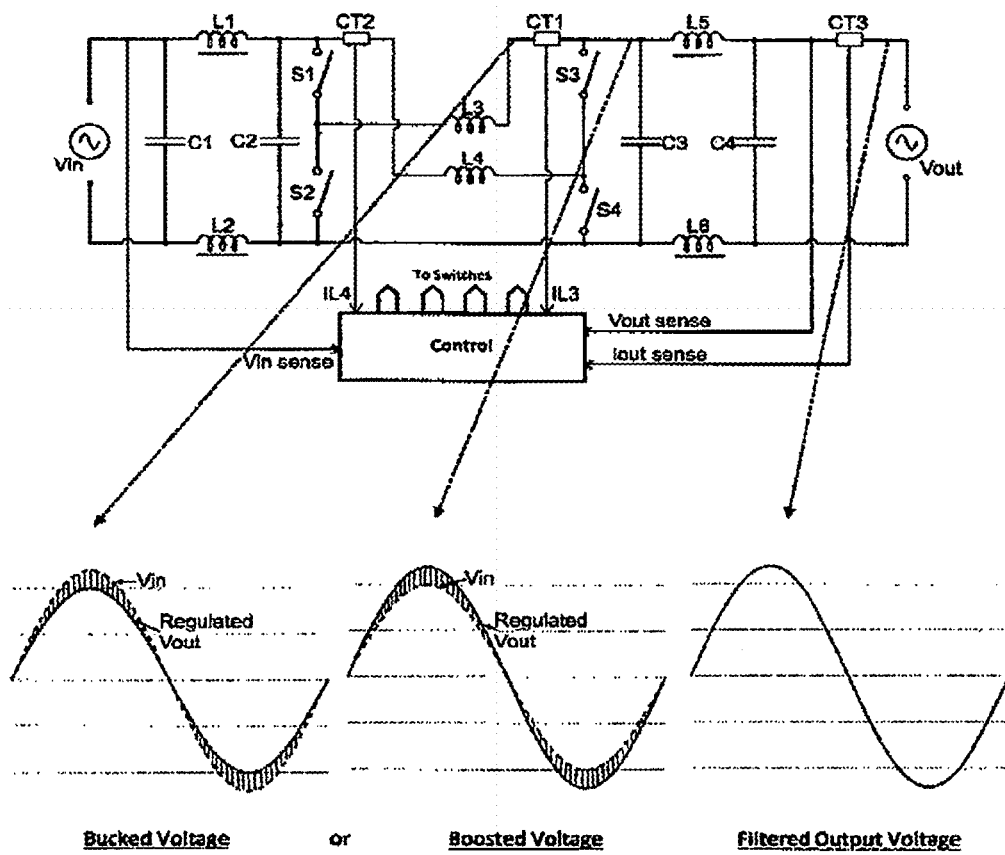 L1 CT2 CT1 L5 CT3
S1 S3
L3
Vin C1 C2 L4 C3 C4 Vout
S2 S4
L2 L6
To Switches
IL4 IL3
Vout sense
Control
Vin sense Iout sense
Vin Vin
Regulated Regulated
Vout Vout
Bucked Voltage or Boosted Voltage Filtered Output Voltage